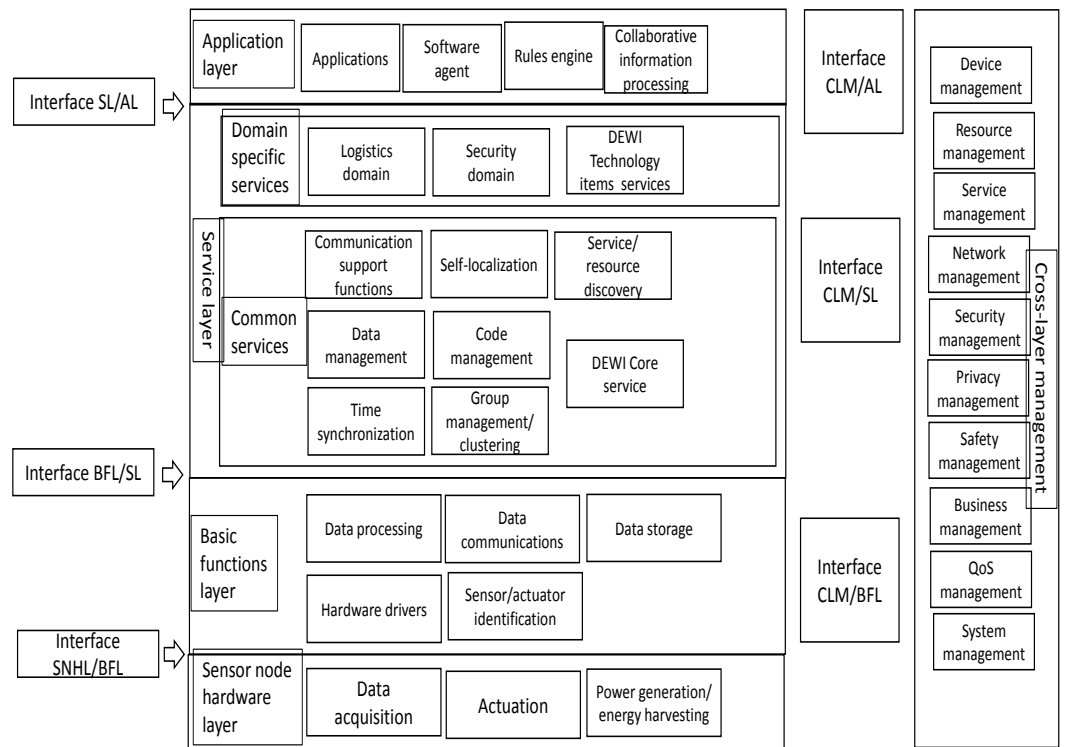 Application
layer
Applications
Software
agent
Rules engine
Collaborative
information
processing
Interface SL/AL
Domain
specific
services
Logistics
domain
Security
domain
DEWI
Technology
items services
Service layer
Common
services
Communication
support
functions
Self-localization
Service/
resource
discovery
Data
management
Code
management
DEWI Core
service
Time
synchronization
Group
management/
clustering
Interface BFL/SL
Basic
functions
layer
Data processing
Data
communications
Data storage
Hardware drivers
Sensor/actuator
identification
Interface
SNHL/BFL
Sensor node
hardware
layer
Data
acquisition
Actuation
Power generation/
energy harvesting
Interface
CLM/AL
Interface
CLM/SL
Interface
CLM/BFL
Device
management
Resource
management
Service
management
Network
management
Security
management
Privacy
management
Safety
management
Business
management
QoS
management
System
management
Cross-layer management